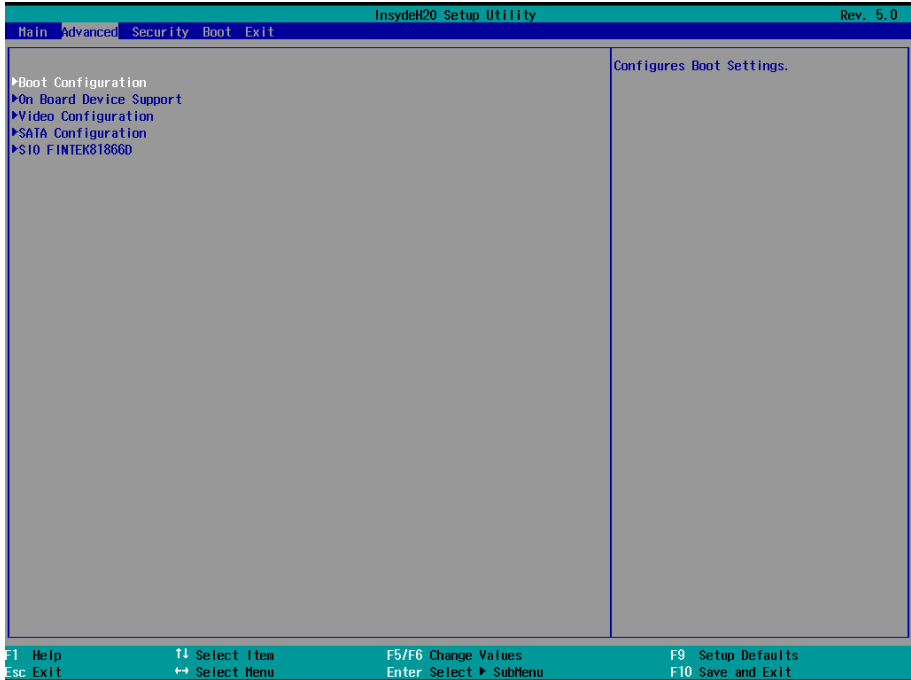 InsydeH20 Setup Utility Rev. 5.0
Main Advanced Security Boot Exit
Configures Boot Settings.
▶Boot Configuration
▶On Board Device Support
▶Video Configuration
▶SATA Configuration
▶SIO FINTEK81866D
F1 Help ↑↓ Select Item F5/F6 Change Values F9 Setup Defaults
Esc Exit ↔ Select Menu Enter Select ▶ SubMenu F10 Save and Exit